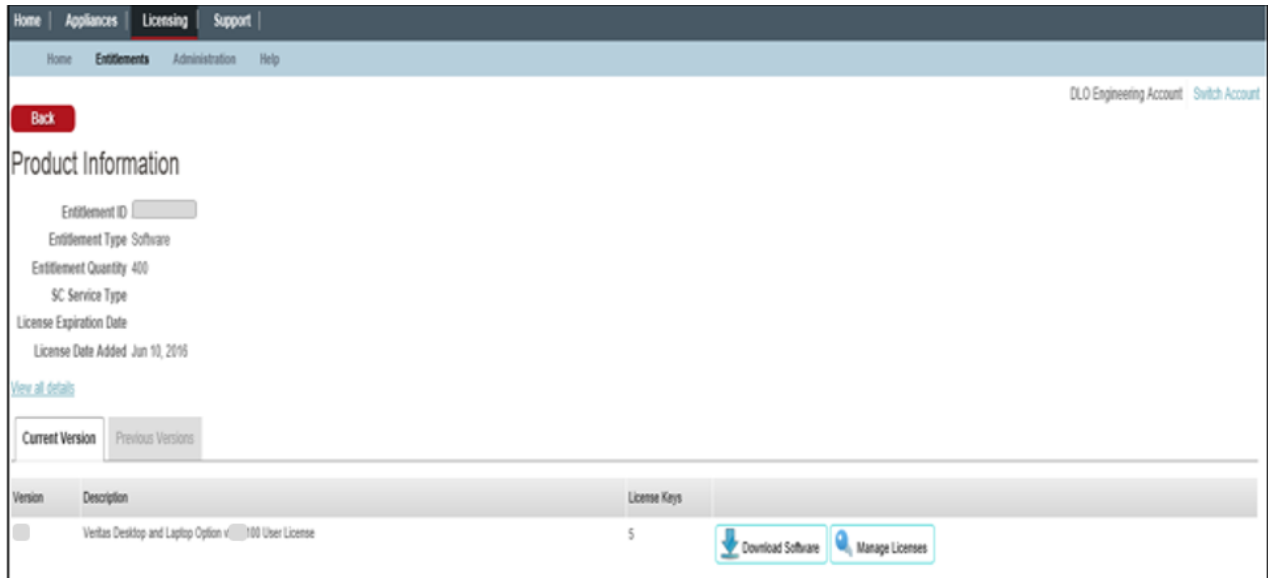 Home | Appliances | Licensing | Support |
Home Entitlements Administration Help
DLO Engineering Account Switch Account
Back
Product Information
Entitlement ID
Entitlement Type Software
Entitlement Quantity 400
SC Service Type
License Expiration Date
License Date Added Jun 10, 2016
View all details
Current Version Previous Versions
Version Description License Keys
Veritas Desktop and Laptop Option v 100 User License 5 Download Software Manage Licenses